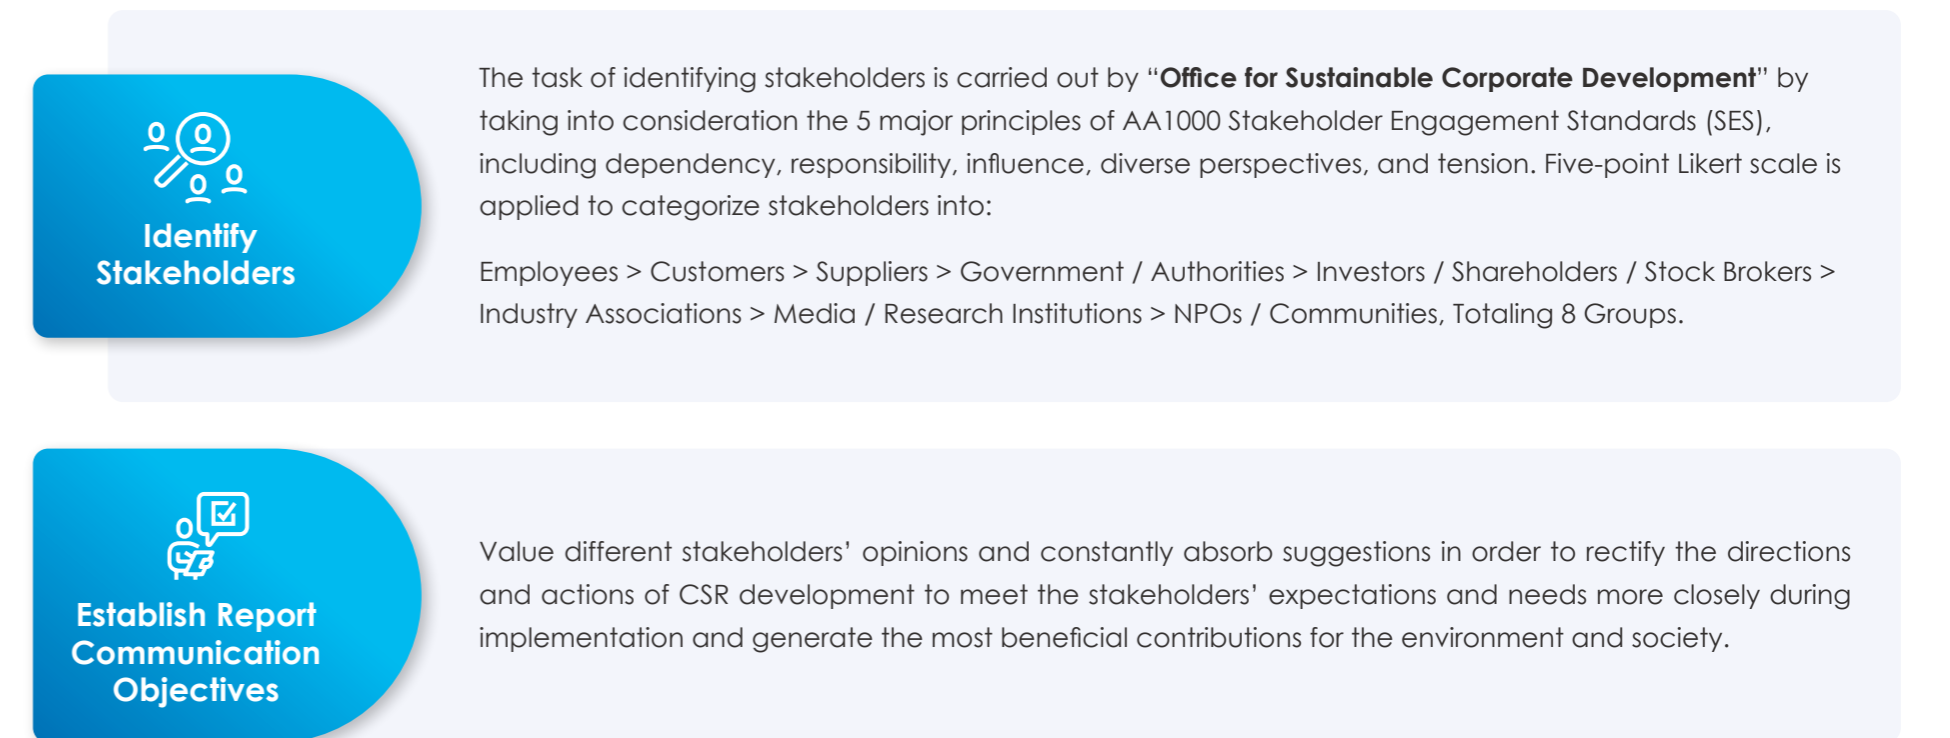 Identify
Stakeholders
The task of identifying stakeholders is carried out by “Office for Sustainable Corporate Development” by
taking into consideration the 5 major principles of AA1000 Stakeholder Engagement Standards (SES),
including dependency, responsibility, influence, diverse perspectives, and tension. Five-point Likert scale is
applied to categorize stakeholders into:
Employees > Customers > Suppliers > Government / Authorities > Investors / Shareholders / Stock Brokers >
Industry Associations > Media / Research Institutions > NPOs / Communities, Totaling 8 Groups.
Establish Report
Communication
Objectives
Value different stakeholders’ opinions and constantly absorb suggestions in order to rectify the directions
and actions of CSR development to meet the stakeholders’ expectations and needs more closely during
implementation and generate the most beneficial contributions for the environment and society.